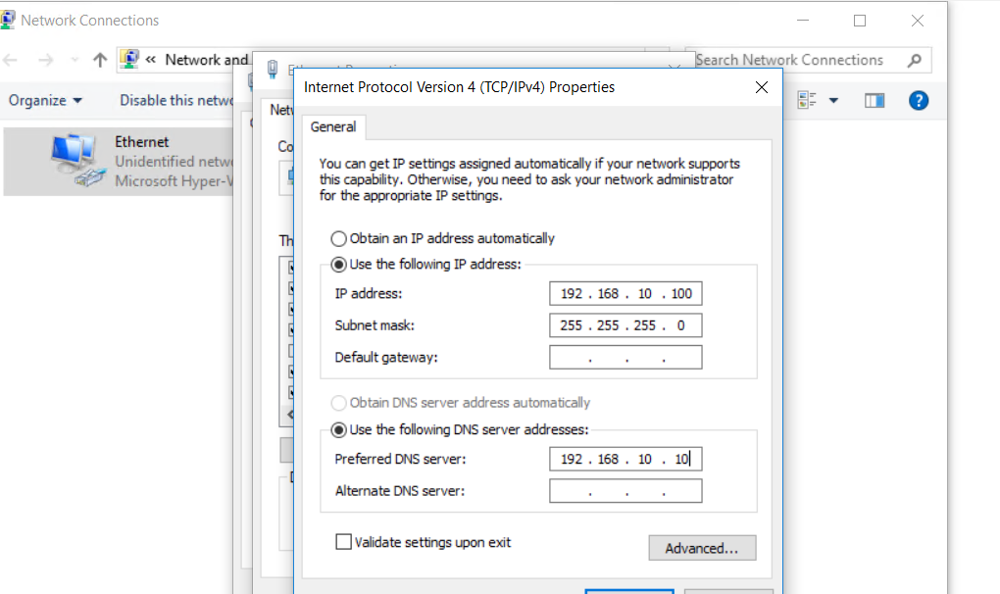 Network Connections
« Network and
Search Network Connections
Organize
Disable this netwo
?
Ethernet
Unidentified netwo
Microsoft Hyper-V
Netw
Co
Th
Internet Protocol Version 4 (TCP/IPv4) Properties
General
You can get IP settings assigned automatically if your network supports
this capability. Otherwise, you need to ask your network administrator
for the appropriate IP settings.
Obtain an IP address automatically
Use the following IP address:
IP address: 192 . 168 . 10 . 100
Subnet mask: 255 . 255 . 255 . 0
Default gateway: . . .
Obtain DNS server address automatically
Use the following DNS server addresses:
Preferred DNS server: 192 . 168 . 10 . 10
Alternate DNS server: . . .
Validate settings upon exit
Advanced...